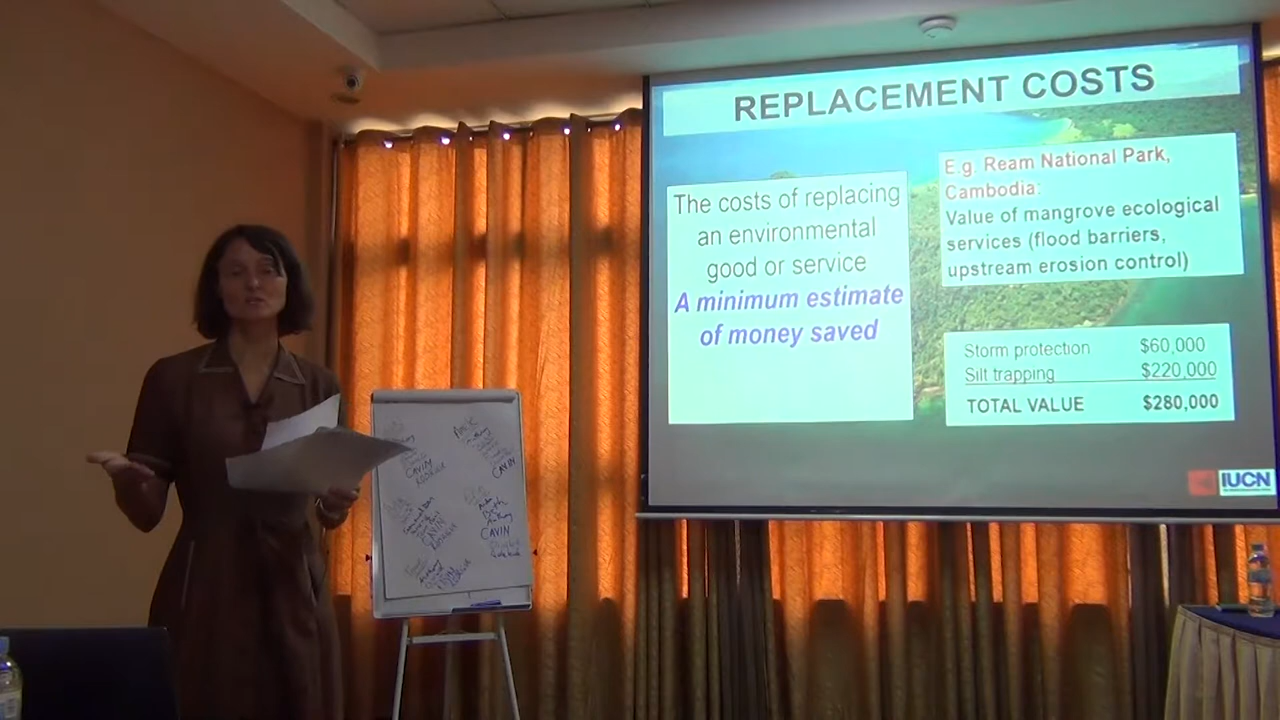 REPLACEMENT COSTS
The costs of replacing
an environmental
good or service
A minimum estimate
of money saved
E.g. Ream National Park,
Cambodia:
Value of mangrove ecological
services (flood barriers,
upstream erosion control)
Storm protection $60,000
Silt trapping $220,000
TOTAL VALUE $280,000
IUCN
CAVIN
CAVIN
CAVIN
Anthony
CAVIN